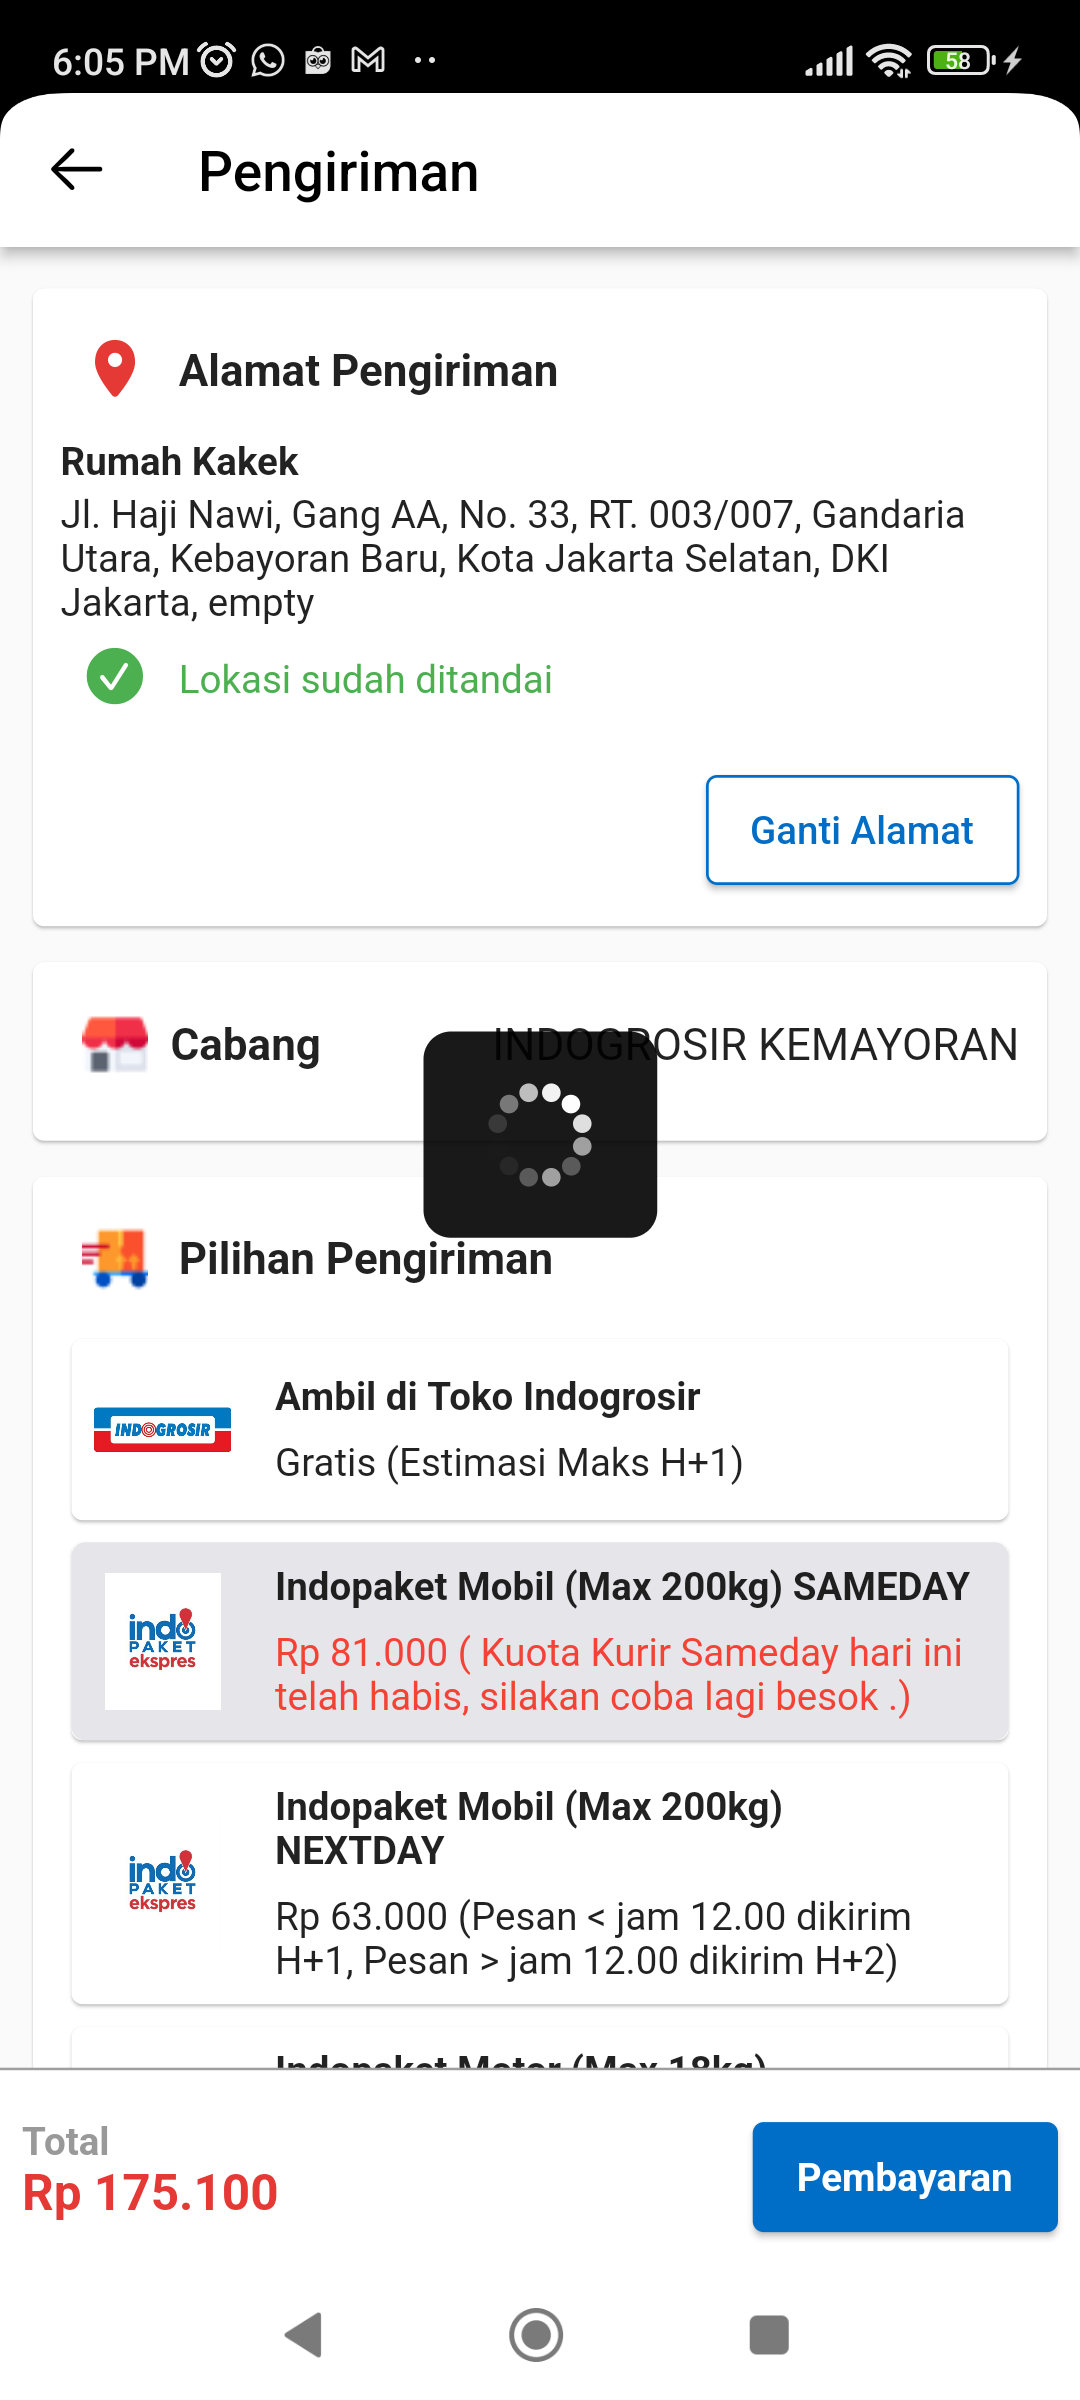 6:05 PM
58
Pengiriman
Alamat Pengiriman
Rumah Kakek
Jl. Haji Nawi, Gang AA, No. 33, RT. 003/007, Gandaria
Utara, Kebayoran Baru, Kota Jakarta Selatan, DKI
Jakarta, empty
Lokasi sudah ditandai
Ganti Alamat
Cabang
INDOGROSIR KEMAYORAN
Pilihan Pengiriman
INDOGROSIR
Ambil di Toko Indogrosir
Gratis (Estimasi Maks H+1)
indo
PAKET
ekspres
Indopaket Mobil (Max 200kg) SAMEDAY
Rp 81.000 ( Kuota Kurir Sameday hari ini
telah habis, silakan coba lagi besok .)
indo
PAKET
ekspres
Indopaket Mobil (Max 200kg)
NEXTDAY
Rp 63.000 (Pesan < jam 12.00 dikirim
H+1, Pesan > jam 12.00 dikirim H+2)
Indopaket Motor (Max 18kg)
Total
Rp 175.100
Pembayaran